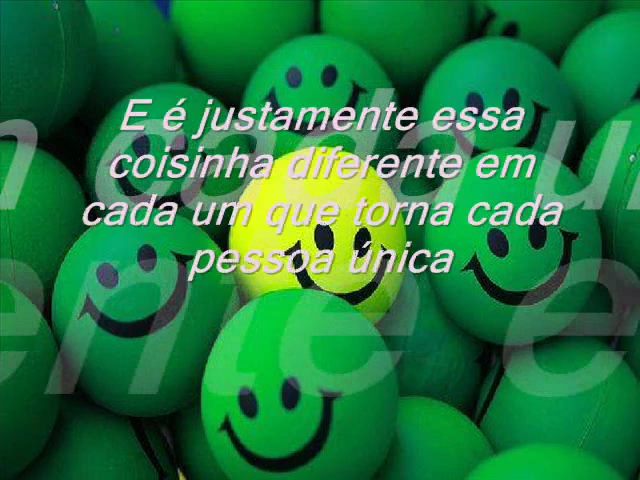 E é justamente essa
coisinha diferente em
cada um que torna cada
pessoa única